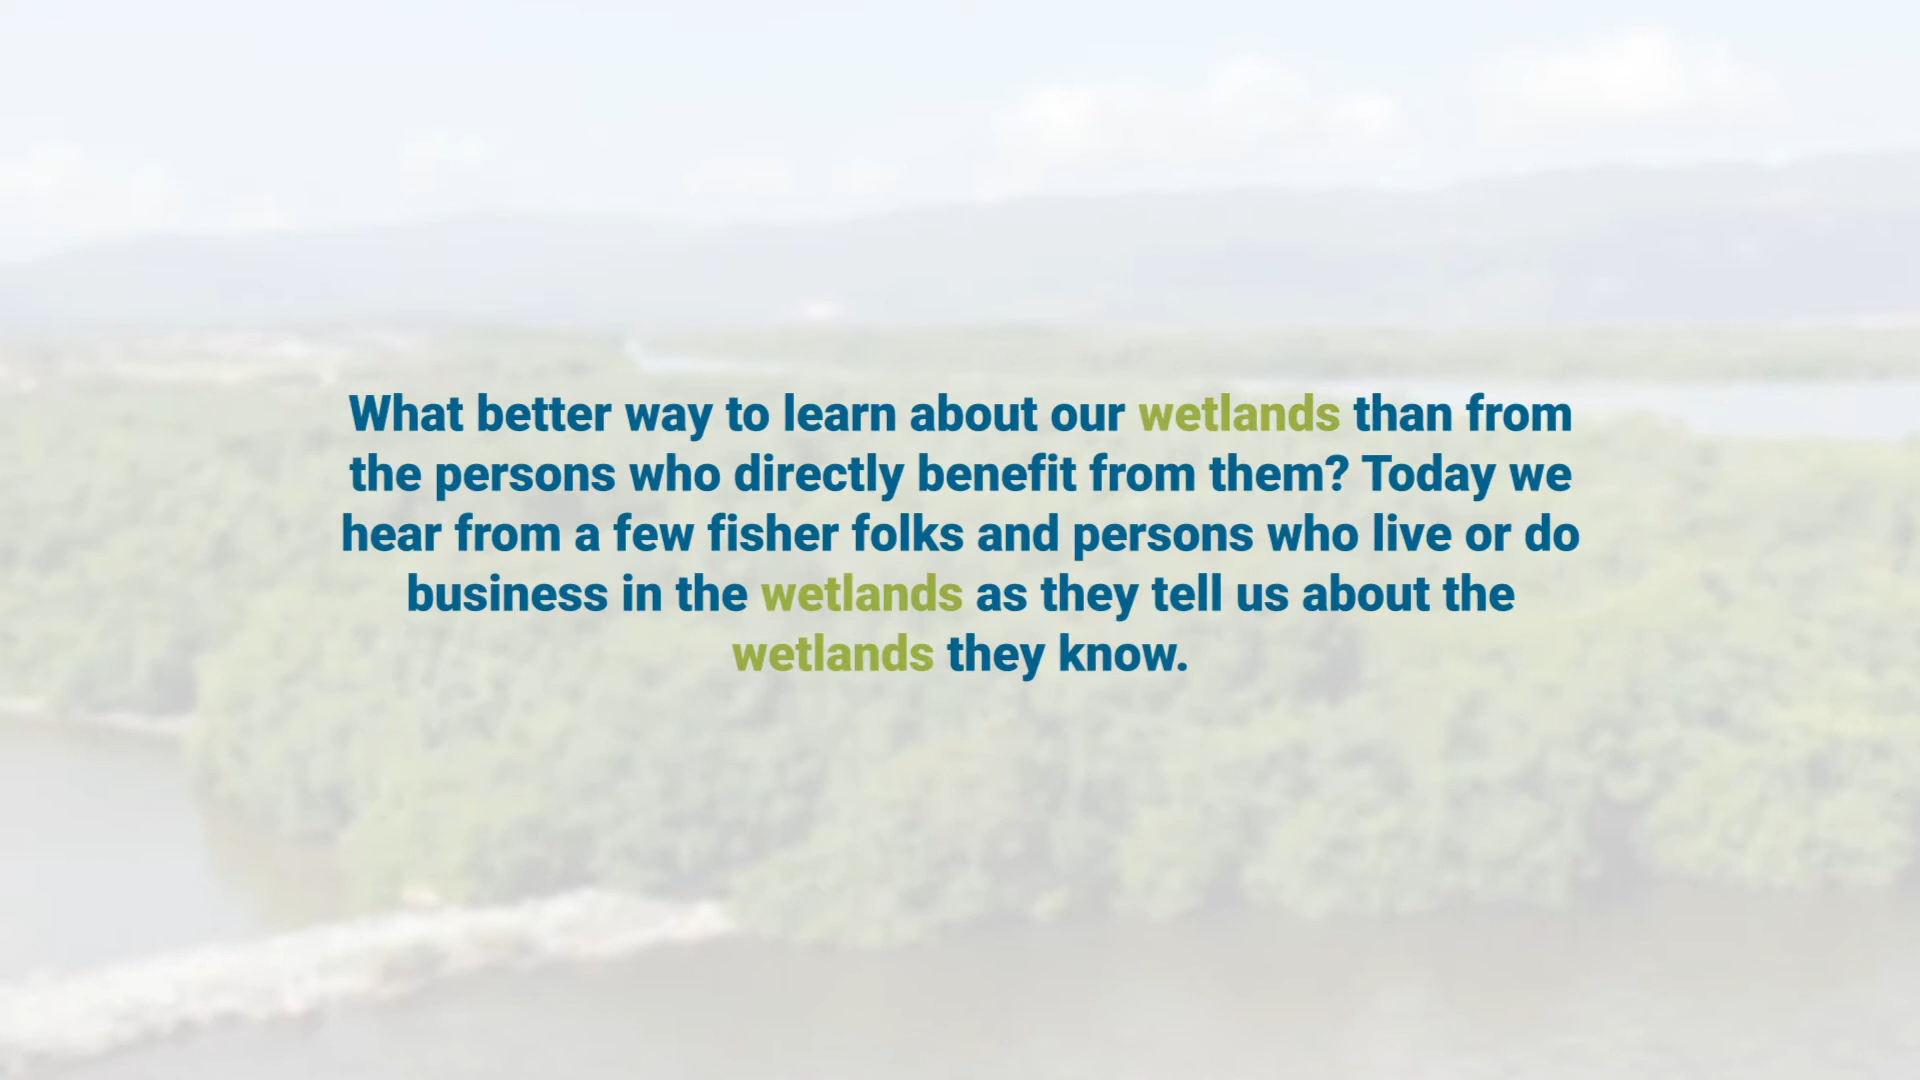 What better way to learn about our wetlands than from
the persons who directly benefit from them? Today we
hear from a few fisher folks and persons who live or do
business in the wetlands as they tell us about the
wetlands they know.